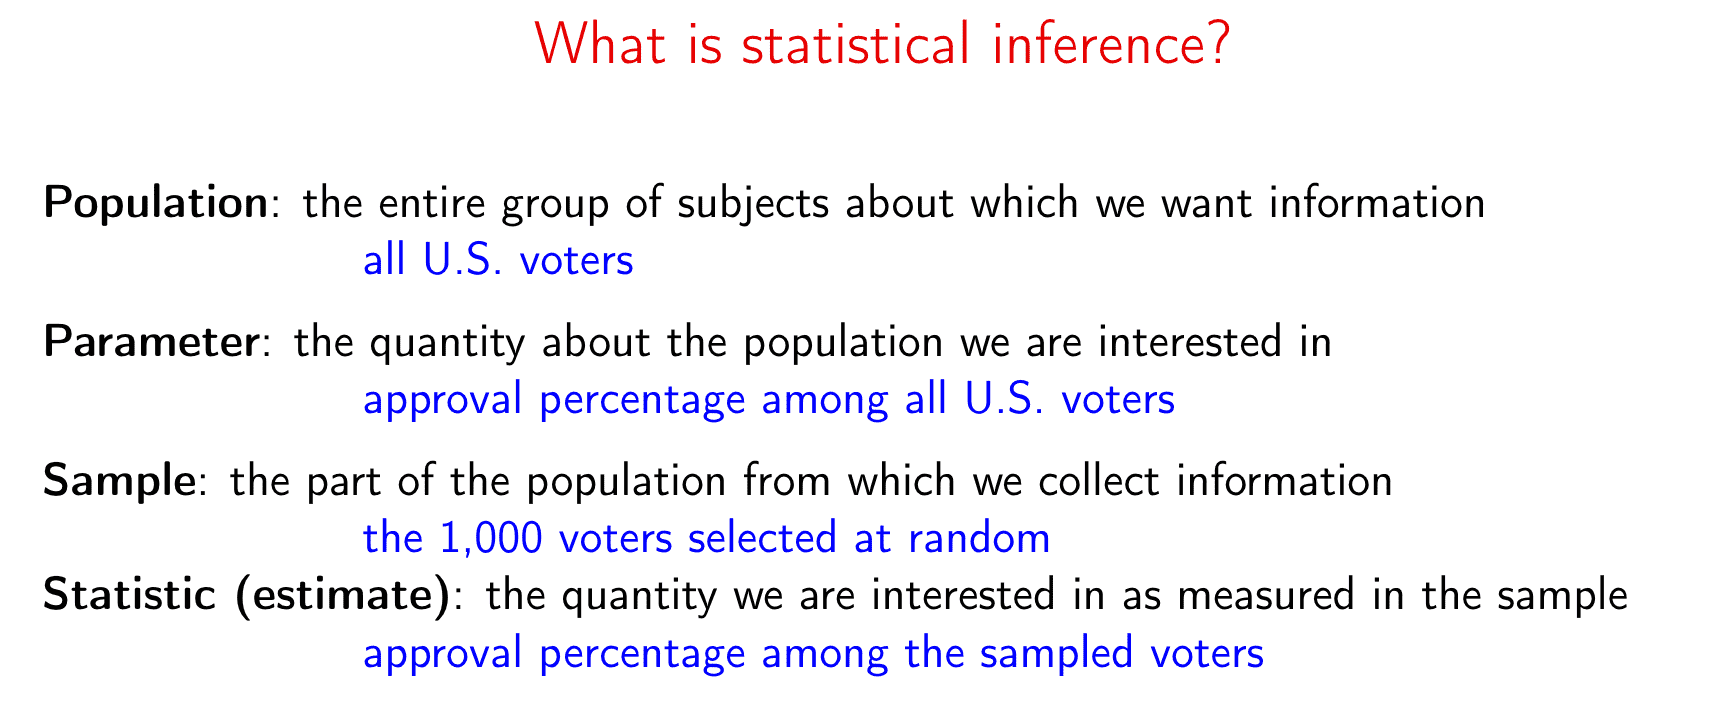 What is statistical inference?
Population: the entire group of subjects about which we want information
all U.S. voters
Parameter: the quantity about the population we are interested in
approval percentage among all U.S. voters
Sample: the part of the population from which we collect information
the 1,000 voters selected at random
Statistic (estimate): the quantity we are interested in as measured in the sample
approval percentage among the sampled voters